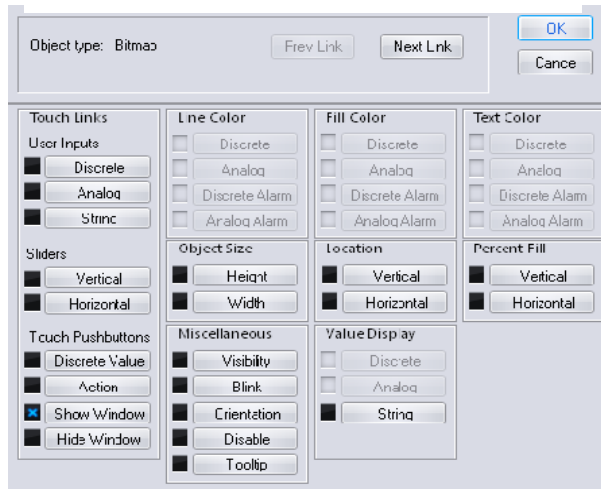 Object type: Bitmap
Prev Link
Next Link
OK
Cance
Touch Links
User Inputs
Discrete
Analog
String
Sliders
Vertical
Horizontal
Touch Pushbuttons
Discrete Value
Action
Show Window
Hide Window
Line Color
Discrete
Analog
Discrete Alarm
Analog Alarm
Object Size
Height
Width
Miscellaneous
Visibility
Blink
Orientation
Disable
Tooltip
Fill Color
Discrete
Analog
Discrete Alarm
Analog Alarm
Location
Vertical
Horizontal
Value Display
Discrete
Analog
String
Text Color
Discrete
Analog
Discrete Alarm
Analog Alarm
Percent Fill
Vertical
Horizontal